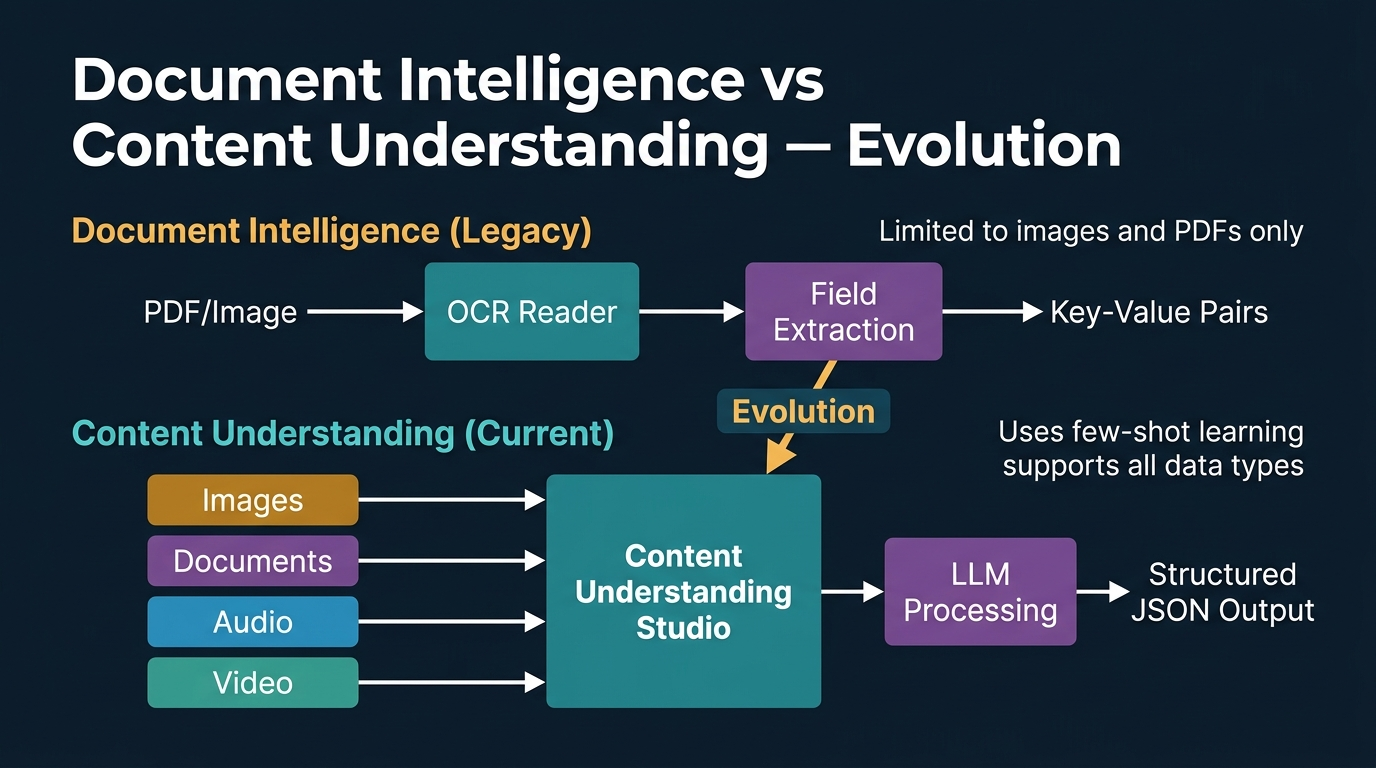 Document Intelligence vs
Content Understanding — Evolution
Document Intelligence (Legacy)
Limited to images and PDFs only
PDF/Image
OCR Reader
Field
Extraction
Key-Value Pairs
Evolution
Content Understanding (Current)
Uses few-shot learning
supports all data types
Images
Documents
Audio
Video
Content
Understanding
Studio
LLM
Processing
Structured
JSON Output